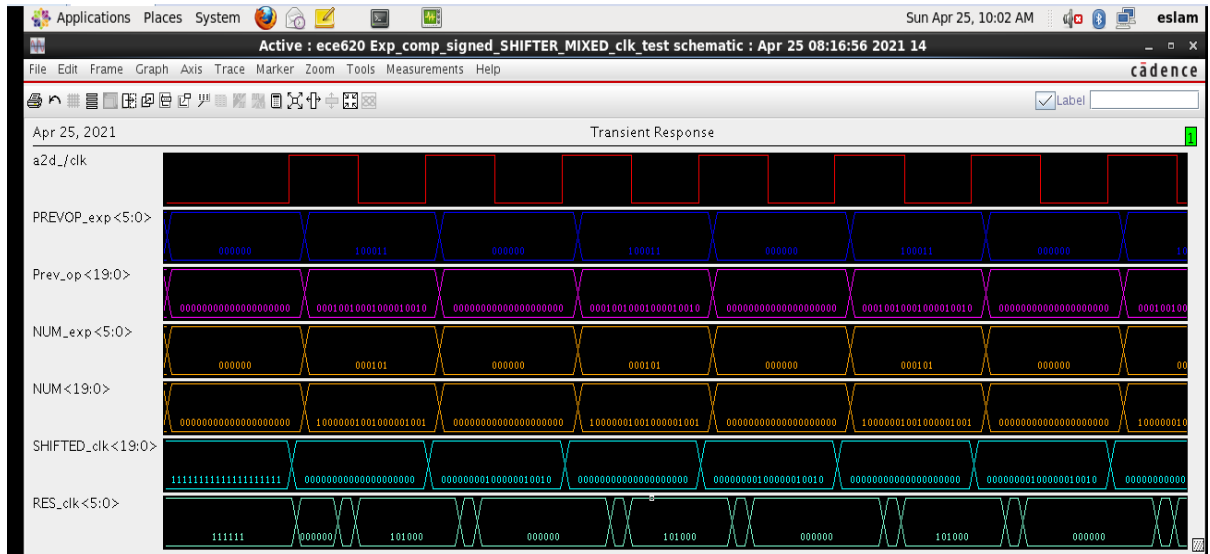 Applications Places System Sun Apr 25, 10:02 AM eslam
Active : ece620 Exp_comp_signed_SHIFTER_MIXED_clk_test schematic : Apr 25 08:16:56 2021 14
File Edit Frame Graph Axis Trace Marker Zoom Tools Measurements Help cādence
Label
Apr 25, 2021 Transient Response 1
a2d_/clk
PREVOP_exp<5:0>
000000 100011 000000 100011 000000 100011 000000 10
Prev_op<19:0>
00000000000000000000 00010010001000010010 00000000000000000000 00010010001000010010 00000000000000000000 00010010001000010010 00000000000000000000 000100100
NUM_exp<5:0>
000000 000101 000000 000101 000000 000101 000000 00
NUM<19:0>
00000000000000000000 10000001001000001001 00000000000000000000 10000001001000001001 00000000000000000000 10000001001000001001 00000000000000000000 100000010
SHIFTED_clk<19:0>
11111111111111111111 00000000000000000000 00000000100000010010 00000000000000000000 00000000100000010010 00000000000000000000 00000000100000010010 00000000000
RES_clk<5:0>
111111 000000 101000 000000 101000 000000 101000 000000